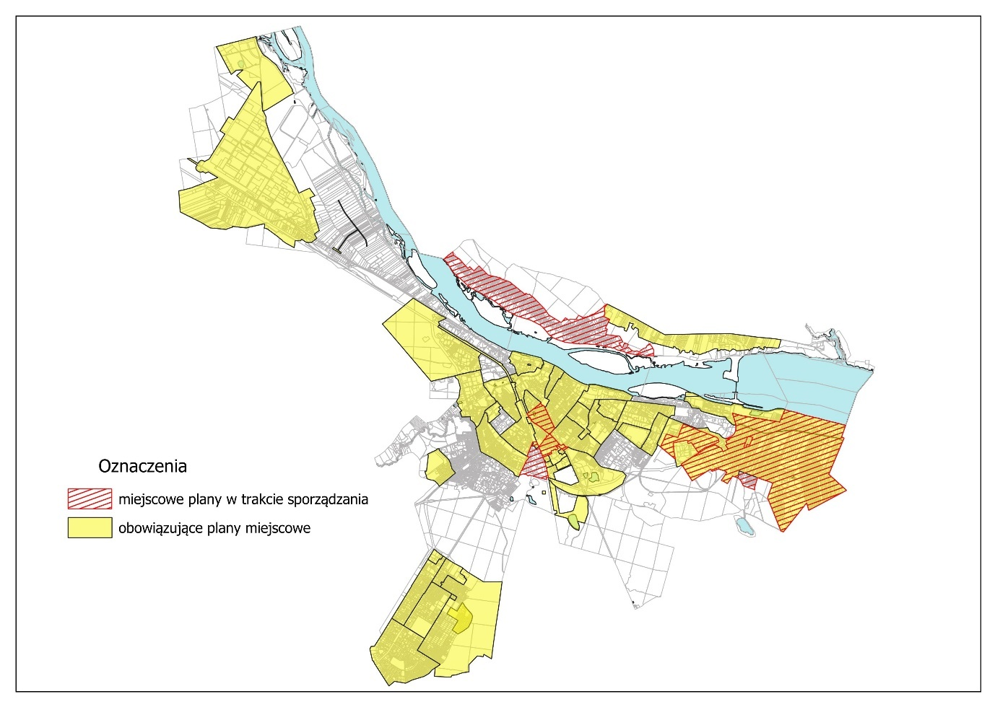 Oznaczenia
miejscowe plany w trakcie sporządzania
obowiązujące plany miejscowe